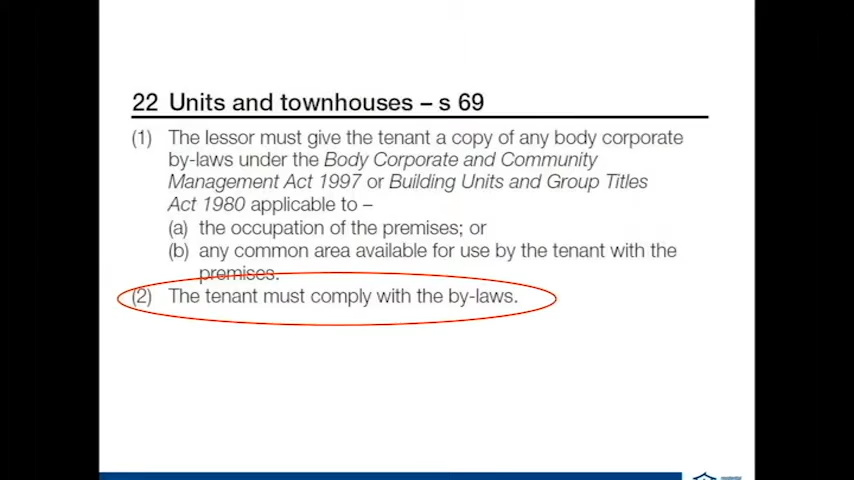 22 Units and townhouses – s 69
(1) The lessor must give the tenant a copy of any body corporate
by-laws under the Body Corporate and Community
Management Act 1997 or Building Units and Group Titles
Act 1980 applicable to –
(a) the occupation of the premises; or
(b) any common area available for use by the tenant with the
premises.
(2) The tenant must comply with the by-laws.